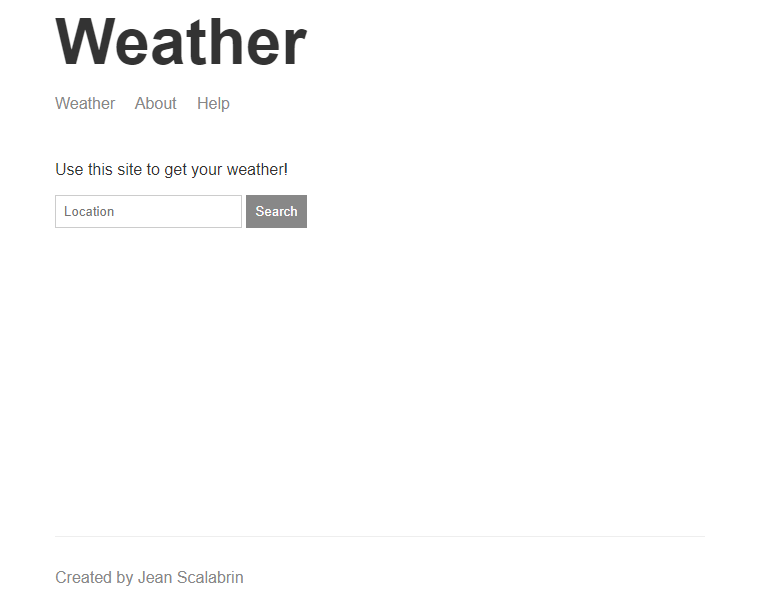 Weather
Weather About Help
Use this site to get your weather!
Location Search
Created by Jean Scalabrin